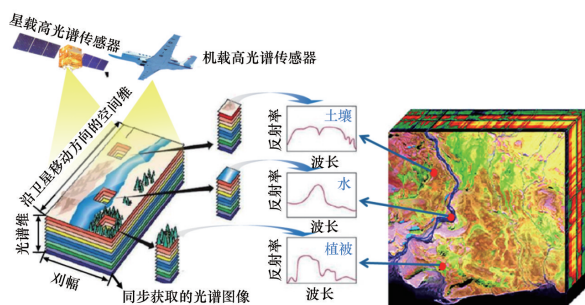 星载高光谱传感器
机载高光谱传感器
沿卫星移动方向的空间维
光谱维
刈幅
同步获取的光谱图像
反射率
土壤
波长
反射率
水
波长
反射率
植被
波长